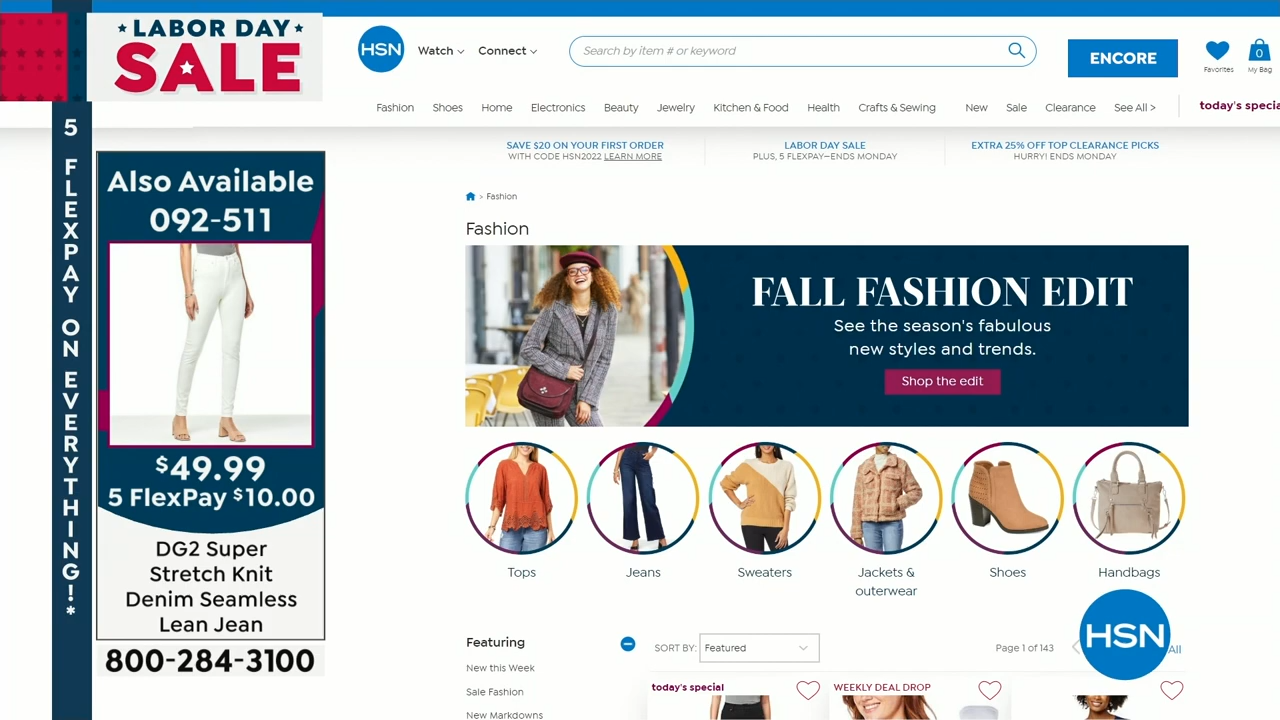 LABOR DAY
SALE
5 FLEXPAY ON EVERYTHING!*
Also Available
092-511
$49.99
5 FlexPay $10.00
DG2 Super
Stretch Knit
Denim Seamless
Lean Jean
800-284-3100
HSN
Watch
Connect
Search by item # or keyword
ENCORE
Favorites
0
My Bag
Fashion Shoes Home Electronics Beauty Jewelry Kitchen & Food Health Crafts & Sewing New Sale Clearance See All >
today's specia
SAVE $20 ON YOUR FIRST ORDER
WITH CODE HSN2022 LEARN MORE
LABOR DAY SALE
PLUS, 5 FLEXPAY—ENDS MONDAY
EXTRA 25% OFF TOP CLEARANCE PICKS
HURRY! ENDS MONDAY
> Fashion
Fashion
FALL FASHION EDIT
See the season's fabulous
new styles and trends.
Shop the edit
Tops
Jeans
Sweaters
Jackets &
outerwear
Shoes
Handbags
Featuring
New this Week
Sale Fashion
New Markdowns
SORT BY: Featured
Page 1 of 143
All
HSN
today's special
WEEKLY DEAL DROP